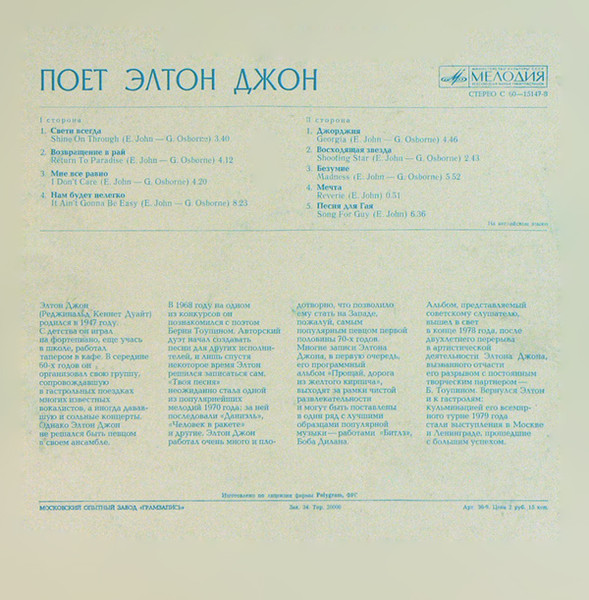 ПОЕТ ЭЛТОН ДЖОН
МЕЛОДИЯ
СТЕРЕО С 60—15147-8
I сторона
1. Свети всегда
Shine On Through (E. John — G. Osborne) 3.40
2. Возвращение в рай
Return To Paradise (E. John — G. Osborne) 4.12
3. Мне все равно
I Don't Care (E. John — G. Osborne) 4.20
4. Нам будет нелегко
It Ain't Gonna Be Easy (E. John — G. Osborne) 8.23
II сторона
1. Джорджия
Georgia (E. John — G. Osborne) 4.46
2. Восходящая звезда
Shooting Star (E. John — G. Osborne) 2.43
3. Безумие
Madness (E. John — G. Osborne) 5.52
4. Мечта
Reverie (E. John) 0.51
5. Песня для Гая
Song For Guy (E. John) 6.36
На английском языке
Элтон Джон
(Реджинальд Кеннет Дуайт)
родился в 1947 году.
С детства он играл
на фортепиано, еще учась
в школе, работал
тапером в кафе. В середине
60-х годов он
организовал свою группу,
сопровождавшую
в гастрольных поездках
многих известных
вокалистов, а иногда давав-
шую и сольные концерты.
Однако Элтон Джон
не решался быть певцом
в своем ансамбле.
В 1968 году на одном
из конкурсов он
познакомился с поэтом
Берни Тоупином. Авторский
дуэт начал создавать
песни для других исполни-
телей, и лишь спустя
некоторое время Элтон
решился записаться сам.
«Твоя песня»
неожиданно стала одной
из популярнейших
мелодий 1970 года; за ней
последовали «Даниэль»,
«Человек в ракете»
и другие. Элтон Джон
работал очень много и пло-
дотворно, что позволило
ему стать на Западе,
пожалуй, самым
популярным певцом первой
половины 70-х годов.
Многие записи Элтона
Джона, в первую очередь,
его программный
альбом «Прощай, дорога
из желтого кирпича»,
выходят за рамки чистой
развлекательности
и могут быть поставлены
в один ряд с лучшими
образцами популярной
музыки — работами «Битлз»,
Боба Дилана.
Альбом, представляемый
советскому слушателю,
вышел в свет
в конце 1978 года, после
двухлетнего перерыва
в артистической
деятельности Элтона Джона,
вызванного отчасти
его разрывом с постоянным
творческим партнером —
Б. Тоупином. Вернулся Элтон
и к гастролям:
кульминацией его всемир-
ного турне 1979 года
стали выступления в Москве
и Ленинграде, прошедшие
с большим успехом.
Изготовлено по лицензии фирмы Polygram, ФРГ
МОСКОВСКИЙ ОПЫТНЫЙ ЗАВОД «ГРАМЗАПИСЬ»
Зак. 34. Тир. 20000
Арт. 36-9. Цена 2 руб. 15 коп.